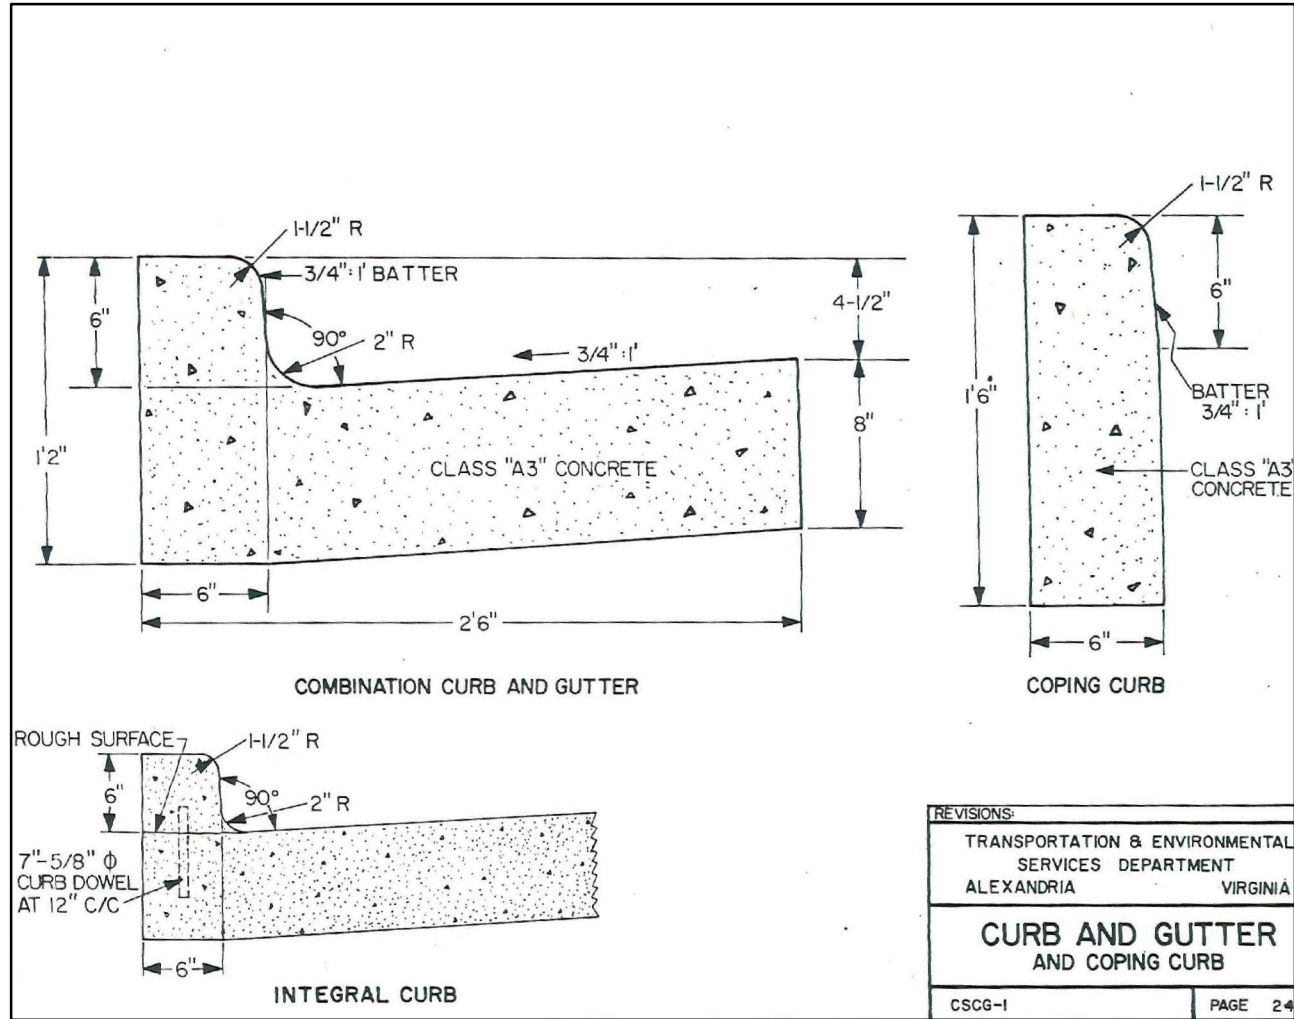 1-1/2" R
3/4":1' BATTER
6"
90°
2" R
3/4":1'
4-1/2"
8"
1'2"
CLASS "A3" CONCRETE
6"
2'6"
COMBINATION CURB AND GUTTER
1-1/2" R
6"
1'6"
BATTER
3/4":1'
CLASS "A3"
CONCRETE
6"
COPING CURB
ROUGH SURFACE
1-1/2" R
6"
90°
2" R
7"-5/8" ϕ
CURB DOWEL
AT 12" C/C
6"
INTEGRAL CURB
REVISIONS:
TRANSPORTATION & ENVIRONMENTAL
SERVICES DEPARTMENT
ALEXANDRIA VIRGINIA
CURB AND GUTTER
AND COPING CURB
CSCG-1 PAGE 24